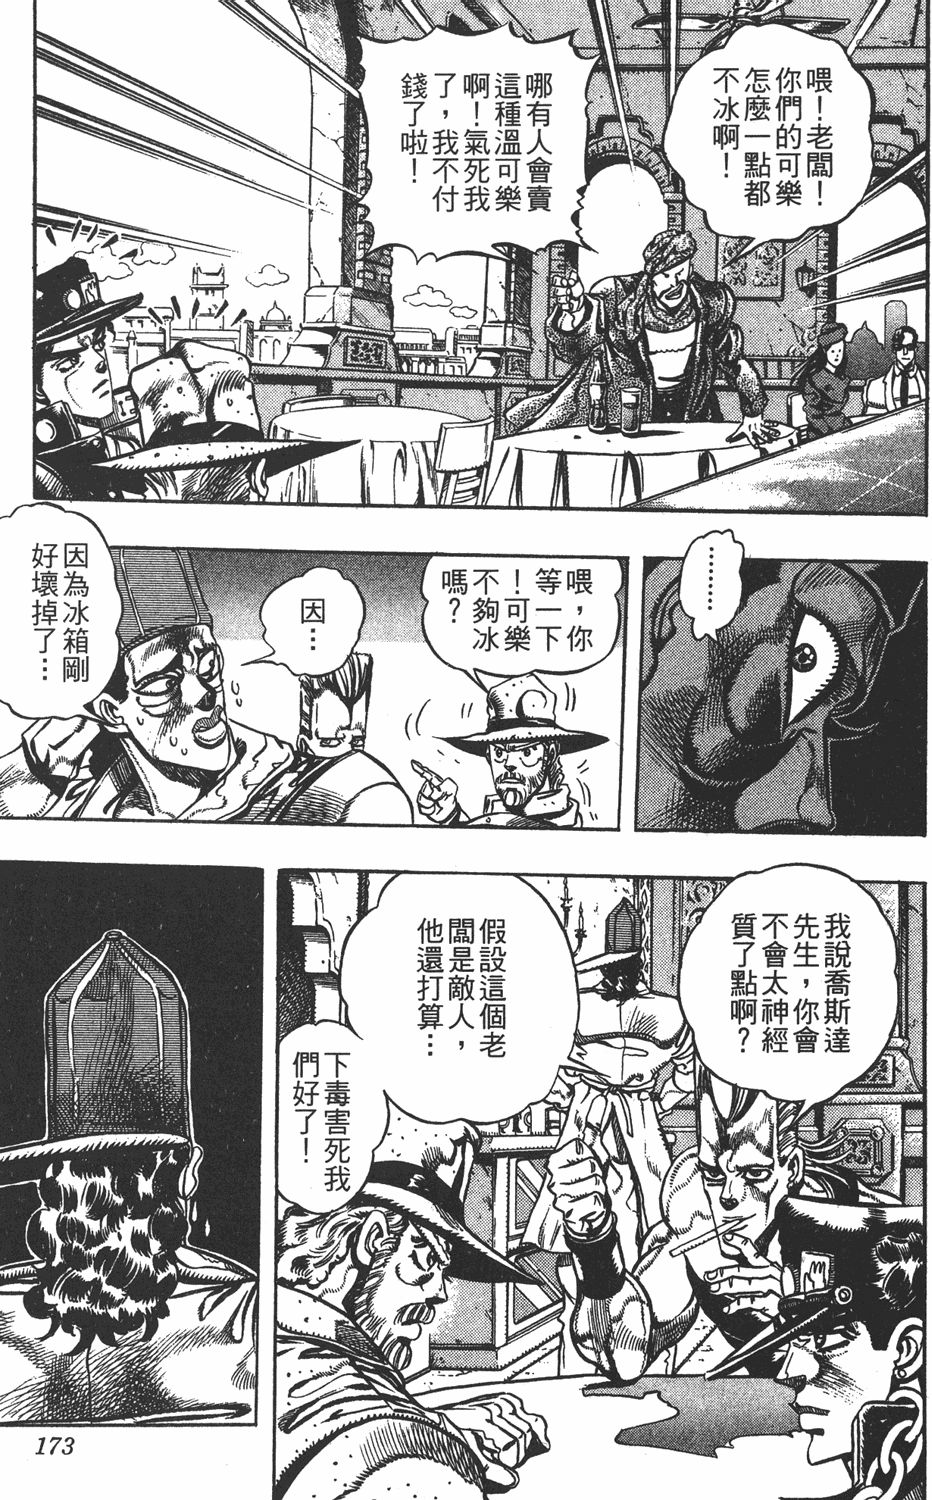 喂！老闆！
你們的可樂
怎麼一點都
不冰啊！
哪有人會賣
這種溫可樂
啊！氣死我
了，我不付
錢了啦！
⋯⋯⋯
喂，你
等一下
！可樂
不夠冰
嗎？
因⋯
因為冰箱剛
好壞掉了⋯
我說喬斯達
先生，你會
不會太神經
質了點啊？
假設這個老
闆是敵人，
他還打算⋯
下毒害死我
們好了！
173